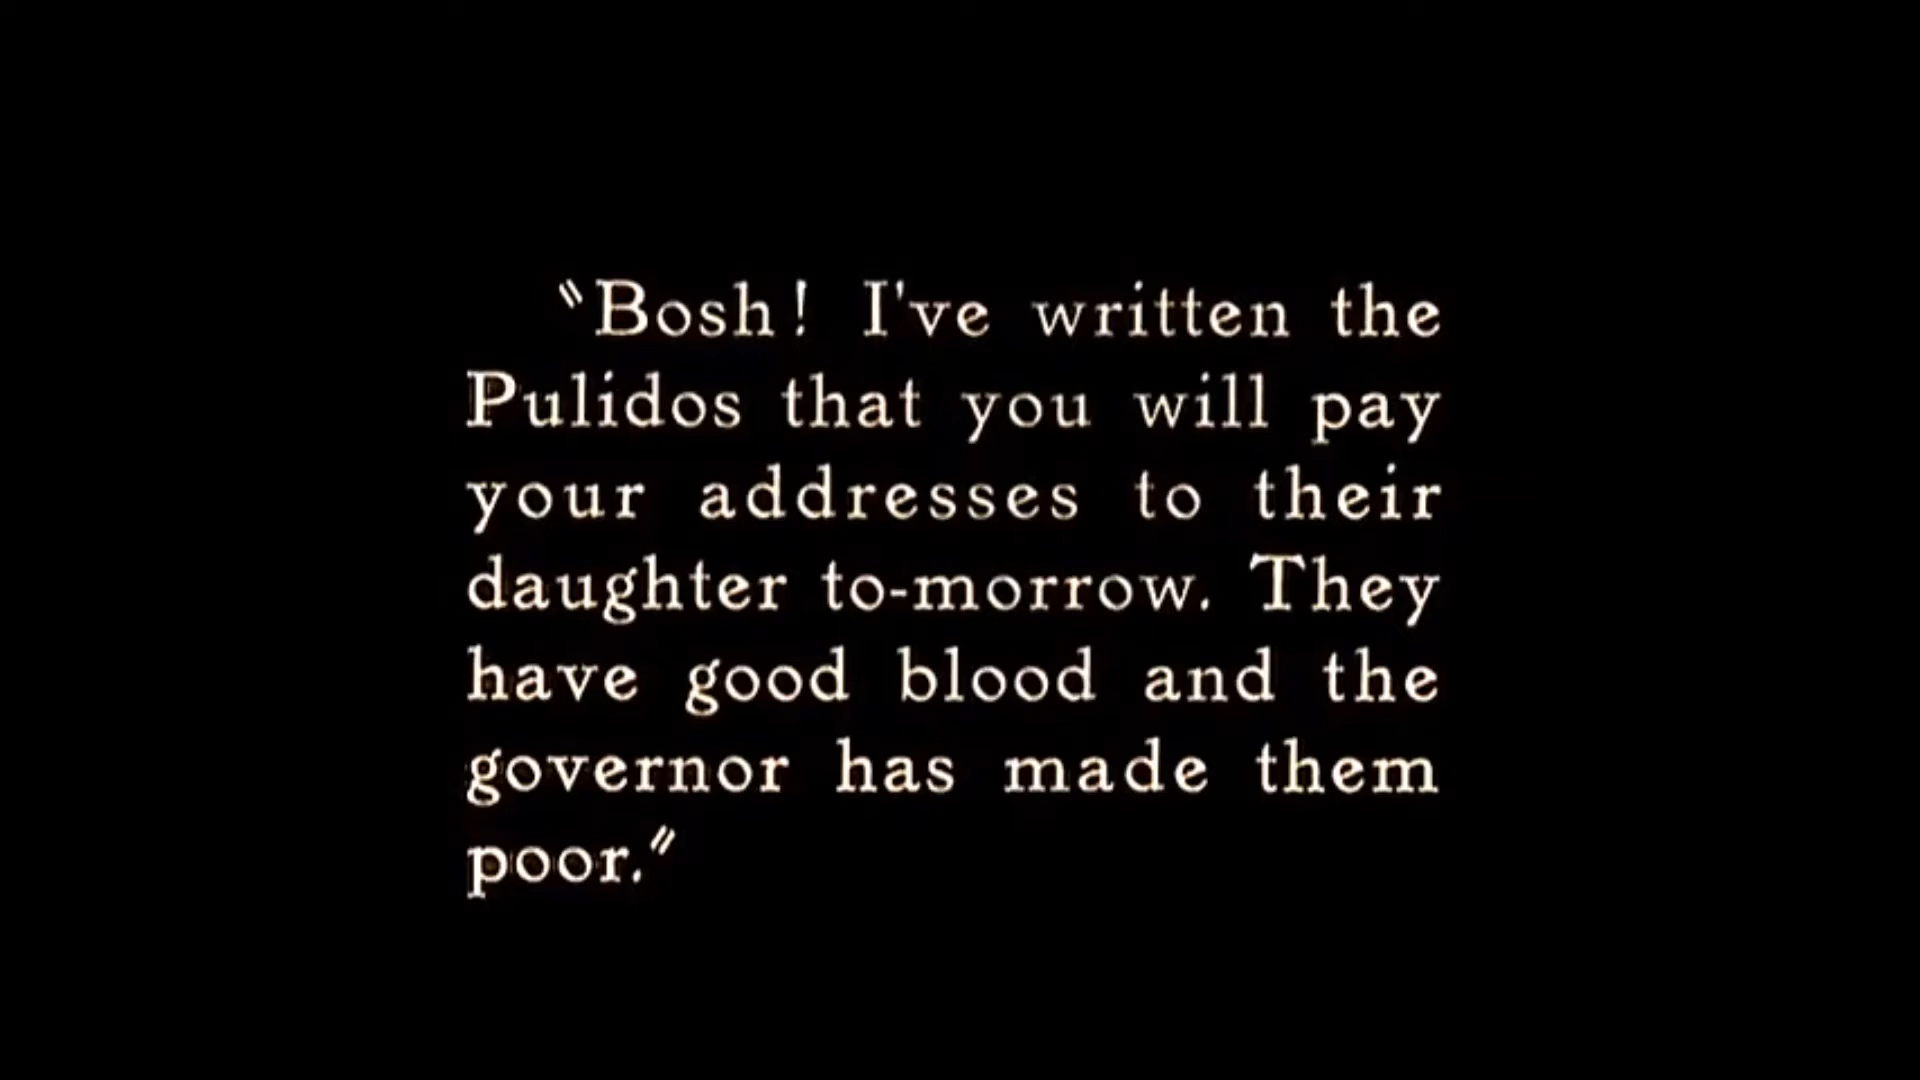 "Bosh! I've written the
Pulidos that you will pay
your addresses to their
daughter to-morrow. They
have good blood and the
governor has made them
poor."